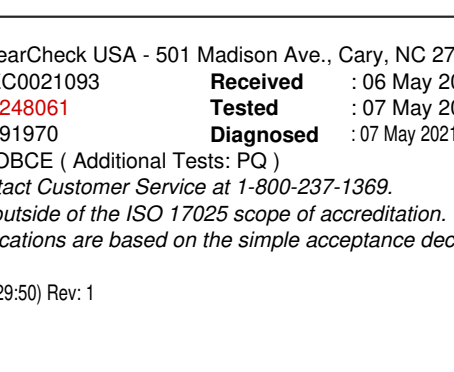 earCheck USA - 501 Madison Ave., Cary, NC 27
C0021093 Received : 06 May 20
248061 Tested : 07 May 20
91970 Diagnosed : 07 May 2021
OBCE ( Additional Tests: PQ )
tact Customer Service at 1-800-237-1369.
outside of the ISO 17025 scope of accreditation.
cations are based on the simple acceptance dec
29:50) Rev: 1